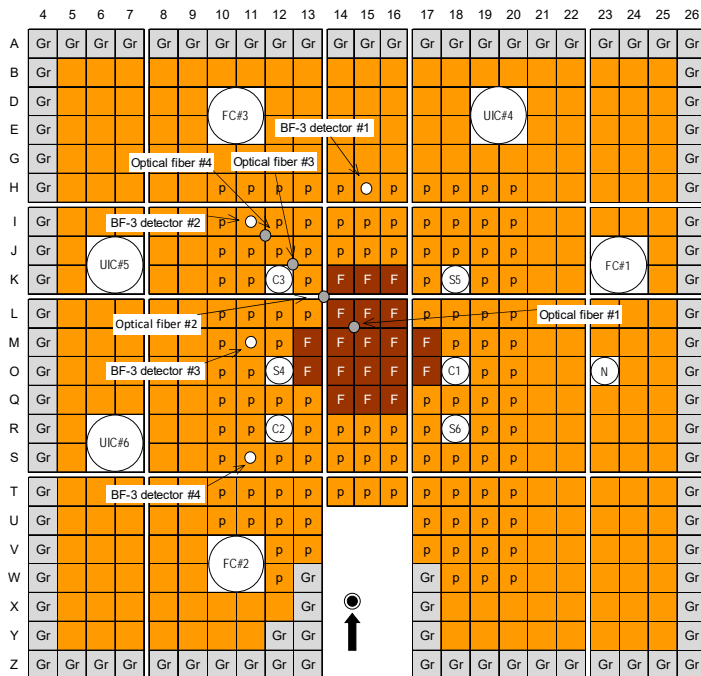 4 5 6 7 8 9 10 11 12 13 14 15 16 17 18 19 20 21 22 23 24 25 26
A Gr Gr Gr Gr Gr Gr Gr Gr Gr Gr Gr Gr Gr Gr Gr Gr Gr Gr Gr Gr Gr Gr Gr
B Gr Gr
D Gr Gr
FC#3 UIC#4
E Gr BF-3 detector #1 Gr
G Gr Optical fiber #4 Optical fiber #3 Gr
H Gr p p p p p p p p p p Gr
I Gr BF-3 detector #2 p p p p p p p p p p Gr
J Gr p p p p p p p p p p p Gr
UIC#5 FC#1
K Gr p p C3 p F F F p S5 p p Gr
L Gr p p p p F F F p p p p Gr
Optical fiber #2 Optical fiber #1
M Gr p p F F F F F p p p Gr
BF-3 detector #3
O Gr p p S4 F F F F F C1 p p N Gr
Q Gr p p p p F F F p p p p Gr
R Gr p p C2 p p p p p S6 p p Gr
UIC#6
S Gr p p p p p p p p p p Gr
BF-3 detector #4
T Gr p p p p p p p p p p p Gr
U Gr p p p p p p p p Gr
V Gr p p p p p p Gr
FC#2
W Gr p Gr Gr p p p Gr
X Gr Gr Gr Gr
Y Gr Gr Gr Gr Gr
Z Gr Gr Gr Gr Gr Gr Gr Gr Gr Gr Gr Gr Gr Gr Gr Gr Gr Gr Gr Gr